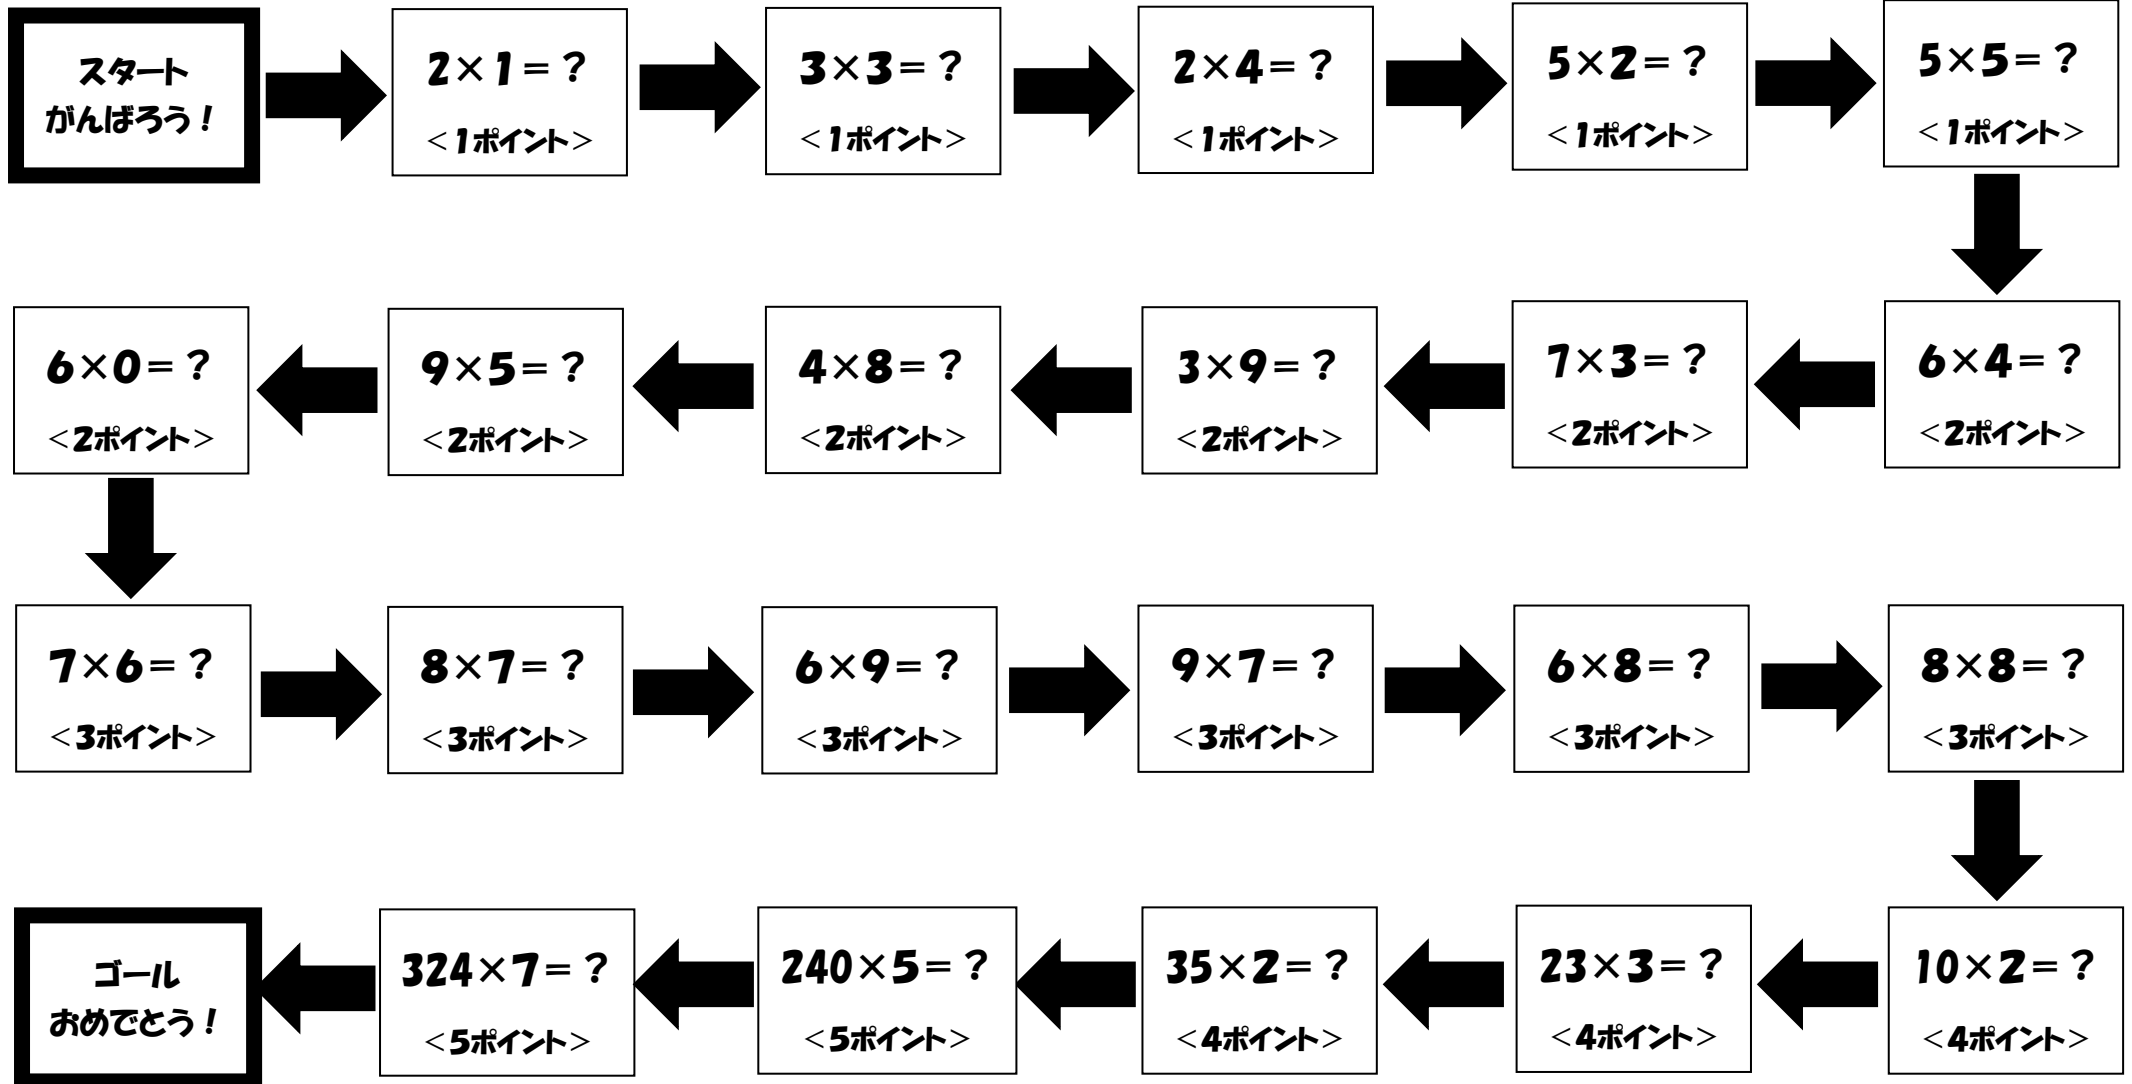 スタート
がんばろう！
2×1＝？
＜1ポイント＞
3×3＝？
＜1ポイント＞
2×4＝？
＜1ポイント＞
5×2＝？
＜1ポイント＞
5×5＝？
＜1ポイント＞
6×4＝？
＜2ポイント＞
7×3＝？
＜2ポイント＞
3×9＝？
＜2ポイント＞
4×8＝？
＜2ポイント＞
9×5＝？
＜2ポイント＞
6×0＝？
＜2ポイント＞
7×6＝？
＜3ポイント＞
8×7＝？
＜3ポイント＞
6×9＝？
＜3ポイント＞
9×7＝？
＜3ポイント＞
6×8＝？
＜3ポイント＞
8×8＝？
＜3ポイント＞
10×2＝？
＜4ポイント＞
23×3＝？
＜4ポイント＞
35×2＝？
＜4ポイント＞
240×5＝？
＜5ポイント＞
324×7＝？
＜5ポイント＞
ゴール
おめでとう！